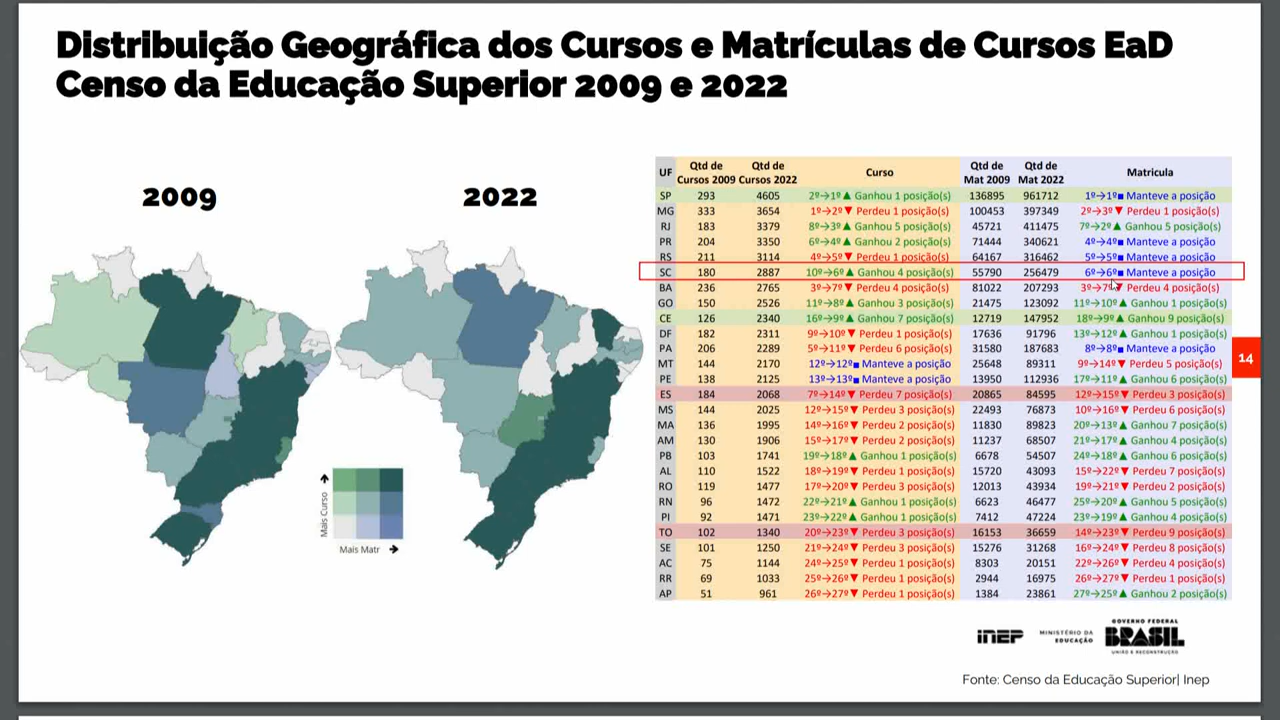 Distribuição Geográfica dos Cursos e Matrículas de Cursos EaD
Censo da Educação Superior 2009 e 2022
2009
2022
Mais Curso
Mais Matr
UF Qtd de Cursos 2009 Qtd de Cursos 2022 Curso Qtd de Mat 2009 Qtd de Mat 2022 Matricula
SP 293 4605 2º→1º▲ Ganhou 1 posição(s) 136895 961712 1º→1º■ Manteve a posição
MG 333 3654 1º→2º▼ Perdeu 1 posição(s) 100453 397349 2º→3º▼ Perdeu 1 posição(s)
RJ 183 3379 8º→3º▲ Ganhou 5 posição(s) 45721 411475 7º→2º▲ Ganhou 5 posição(s)
PR 204 3350 6º→4º▲ Ganhou 2 posição(s) 71444 340621 4º→4º■ Manteve a posição
RS 211 3114 4º→5º▼ Perdeu 1 posição(s) 64167 316462 5º→5º■ Manteve a posição
SC 180 2887 10º→6º▲ Ganhou 4 posição(s) 55790 256479 6º→6º■ Manteve a posição
BA 236 2765 3º→7º▼ Perdeu 4 posição(s) 81022 207293 3º→7º▼ Perdeu 4 posição(s)
GO 150 2526 11º→8º▲ Ganhou 3 posição(s) 21475 123092 11º→10º▲ Ganhou 1 posição(s)
CE 126 2340 16º→9º▲ Ganhou 7 posição(s) 12719 147952 18º→9º▲ Ganhou 9 posição(s)
DF 182 2311 9º→10º▼ Perdeu 1 posição(s) 17636 91796 13º→12º▲ Ganhou 1 posição(s)
PA 206 2289 5º→11º▼ Perdeu 6 posição(s) 31580 187683 8º→8º■ Manteve a posição
MT 144 2170 12º→12º■ Manteve a posição 25648 89311 9º→14º▼ Perdeu 5 posição(s)
PE 138 2125 13º→13º■ Manteve a posição 13950 112936 17º→11º▲ Ganhou 6 posição(s)
ES 184 2068 7º→14º▼ Perdeu 7 posição(s) 20865 84595 12º→15º▼ Perdeu 3 posição(s)
MS 144 2025 12º→15º▼ Perdeu 3 posição(s) 22493 76873 10º→16º▼ Perdeu 6 posição(s)
MA 136 1995 14º→16º▼ Perdeu 2 posição(s) 11830 89823 20º→13º▲ Ganhou 7 posição(s)
AM 130 1906 15º→17º▼ Perdeu 2 posição(s) 11237 68507 21º→17º▲ Ganhou 4 posição(s)
PB 103 1741 19º→18º▲ Ganhou 1 posição(s) 6678 54507 24º→18º▲ Ganhou 6 posição(s)
AL 110 1522 18º→19º▼ Perdeu 1 posição(s) 15720 43093 15º→22º▼ Perdeu 7 posição(s)
RO 119 1477 17º→20º▼ Perdeu 3 posição(s) 12013 43934 19º→21º▼ Perdeu 2 posição(s)
RN 96 1472 22º→21º▲ Ganhou 1 posição(s) 6623 46477 25º→20º▲ Ganhou 5 posição(s)
PI 92 1471 23º→22º▲ Ganhou 1 posição(s) 7412 47224 23º→19º▲ Ganhou 4 posição(s)
TO 102 1340 20º→23º▼ Perdeu 3 posição(s) 16153 36659 14º→23º▼ Perdeu 9 posição(s)
SE 101 1250 21º→24º▼ Perdeu 3 posição(s) 15276 31268 16º→24º▼ Perdeu 8 posição(s)
AC 75 1144 24º→25º▼ Perdeu 1 posição(s) 8303 20151 22º→26º▼ Perdeu 4 posição(s)
RR 69 1033 25º→26º▼ Perdeu 1 posição(s) 2944 16975 26º→27º▼ Perdeu 1 posição(s)
AP 51 961 26º→27º▼ Perdeu 1 posição(s) 1384 23861 27º→25º▲ Ganhou 2 posição(s)
14
INEP
MINISTÉRIO DA
EDUCAÇÃO
GOVERNO FEDERAL
BRASIL
UNIÃO E RECONSTRUÇÃO
Fonte: Censo da Educação Superior| Inep